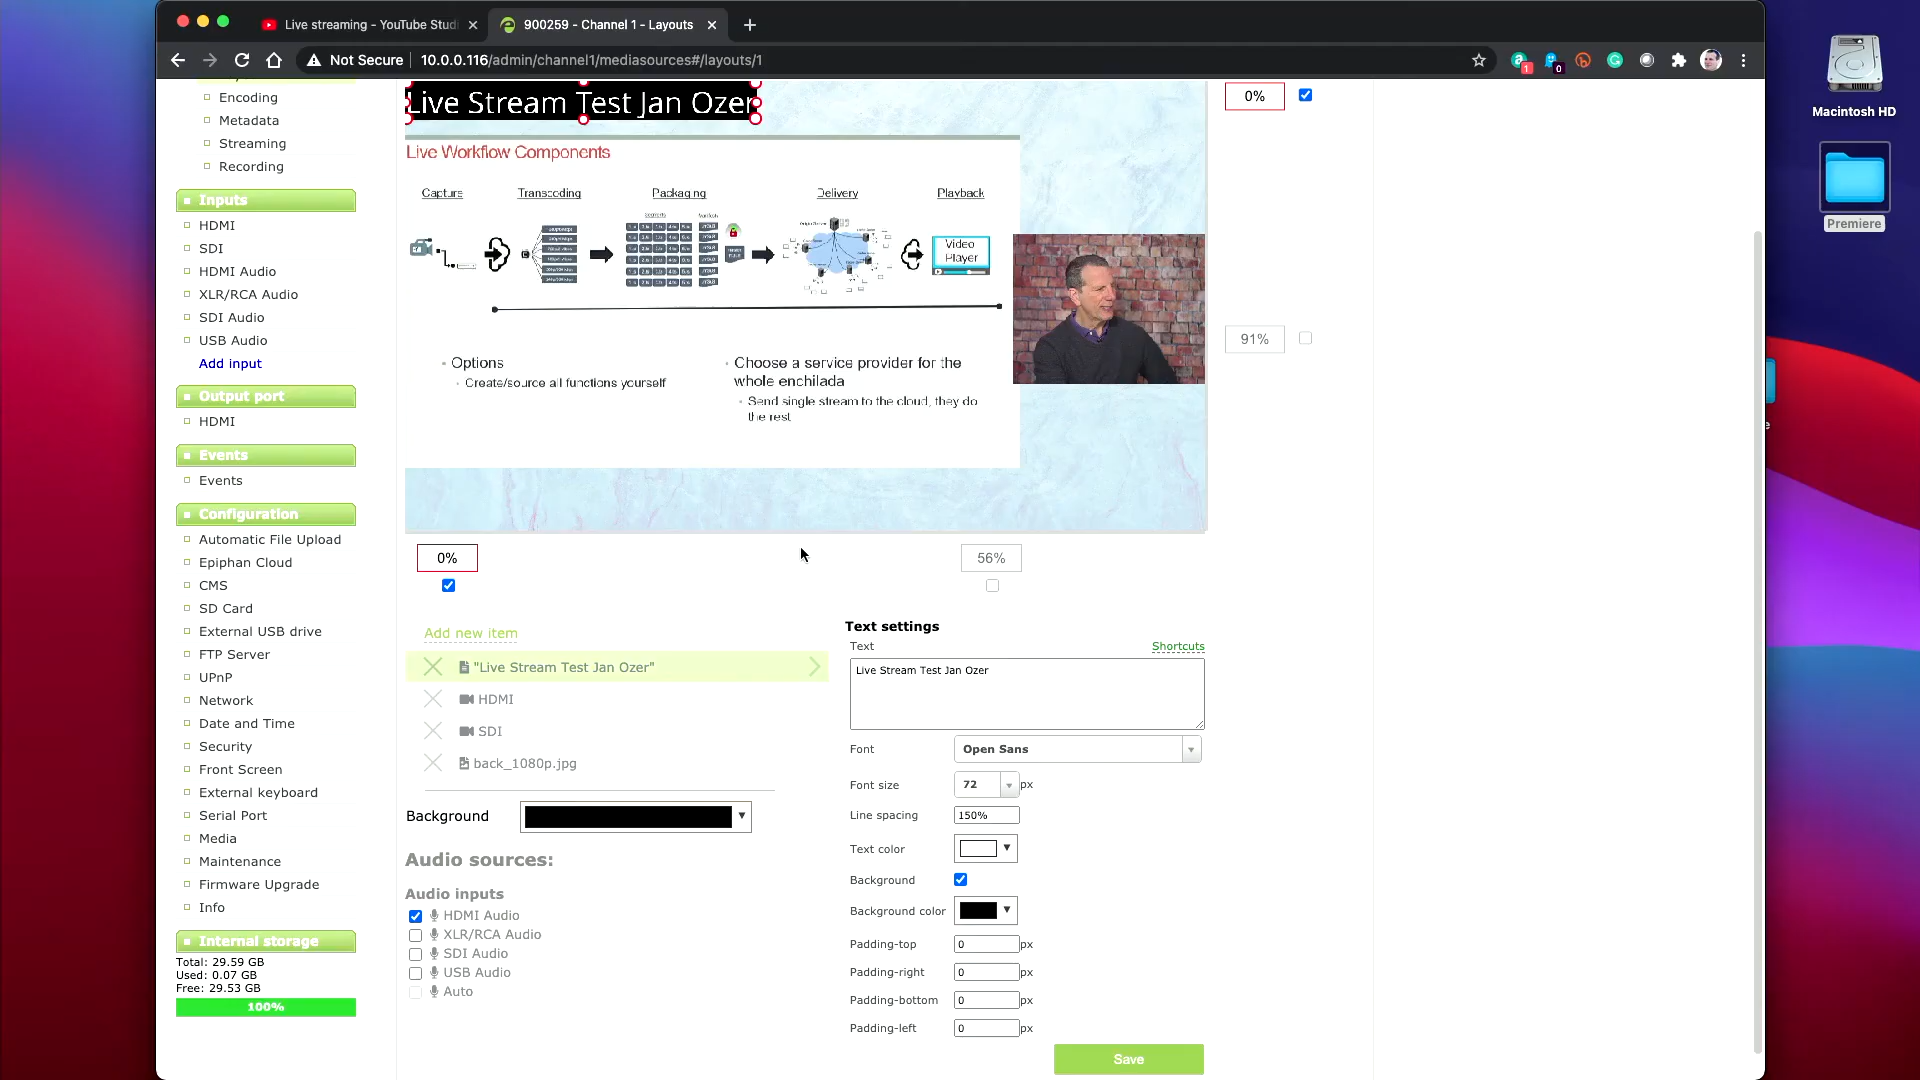 Live streaming - YouTube Stud
900259 - Channel 1 - Layouts
Not Secure
10.0.0.116/admin/channel1/mediasources#/layouts/1
1
0
Macintosh HD
Premiere
Encoding
Metadata
Streaming
Recording
Inputs
HDMI
SDI
HDMI Audio
XLR/RCA Audio
SDI Audio
USB Audio
Add input
Output port
HDMI
Events
Events
Configuration
Automatic File Upload
Epiphan Cloud
CMS
SD Card
External USB drive
FTP Server
UPnP
Network
Date and Time
Security
Front Screen
External keyboard
Serial Port
Media
Maintenance
Firmware Upgrade
Info
Internal storage
Total: 29.59 GB
Used: 0.07 GB
Free: 29.53 GB
100%
Live Stream Test Jan Ozer
Live Workflow Components
Capture
Transcoding
Packaging
Delivery
Playback
Video
Player
Options
Create/source all functions yourself
Choose a service provider for the
whole enchilada
Send single stream to the cloud, they do
the rest
0%
91%
0%
56%
Add new item
"Live Stream Test Jan Ozer"
HDMI
SDI
back_1080p.jpg
Background
Audio sources:
Audio inputs
HDMI Audio
XLR/RCA Audio
SDI Audio
USB Audio
Auto
Text settings
Text
Shortcuts
Live Stream Test Jan Ozer
Font
Open Sans
Font size
72
px
Line spacing
150%
Text color
Background
Background color
Padding-top
0
px
Padding-right
0
px
Padding-bottom
0
px
Padding-left
0
px
Save